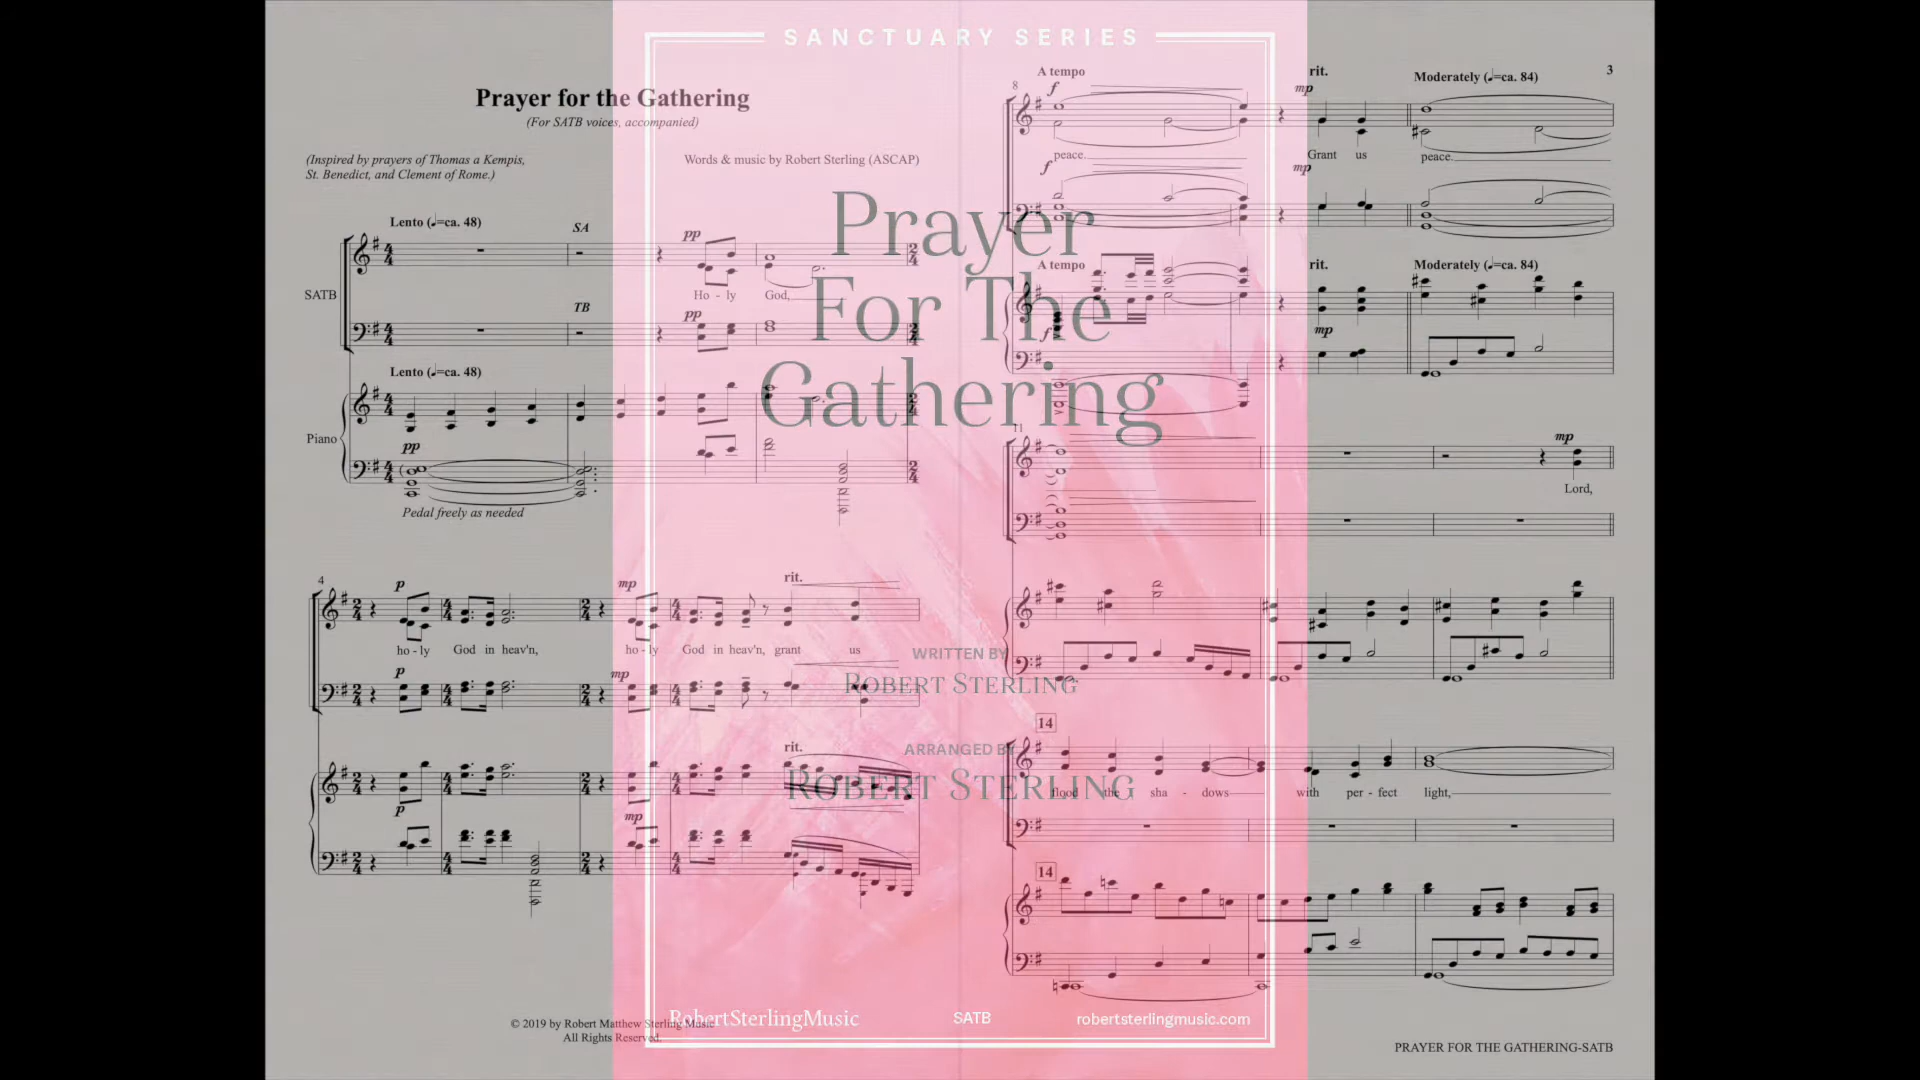 SANCTUARY SERIES
Prayer for the Gathering
(For SATB voices, accompanied)
(Inspired by prayers of Thomas a Kempis,
St. Benedict, and Clement of Rome.)
Words & music by Robert Sterling (ASCAP)
Lento (♩=ca. 48)
SA
pp
SATB
Ho - ly God,
TB
pp
Lento (♩=ca. 48)
Piano
pp
Pedal freely as needed
4
p
mp
rit.
ho - ly God in heav'n, ho - ly God in heav'n, grant us
p
mp
rit.
p
mp
© 2019 by Robert Matthew Sterling Music
All Rights Reserved.
Prayer
For The
Gathering
WRITTEN BY
ROBERT STERLING
ARRANGED BY
ROBERT STERLING
RobertSterlingMusic
SATB
robertsterlingmusic.com
3
8
A tempo
rit.
Moderately (♩=ca. 84)
f
mp
peace. Grant us peace.
f
mp
A tempo
rit.
Moderately (♩=ca. 84)
f
mp
11
mp
Lord,
14
flood the sha - dows with per - fect light,
14
PRAYER FOR THE GATHERING-SATB